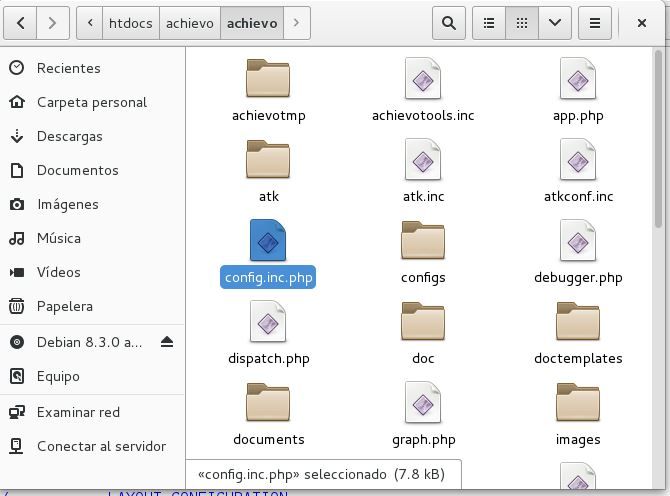 htdocs
achievo
achievo
Recientes
Carpeta personal
Descargas
Documentos
Imágenes
Música
Vídeos
Papelera
Debian 8.3.0 a...
Equipo
Examinar red
Conectar al servidor
achievotmp
achievotools.inc
app.php
atk
atk.inc
atkconf.inc
config.inc.php
configs
debugger.php
dispatch.php
doc
doctemplates
documents
graph.php
images
«config.inc.php» seleccionado (7.8 kB)
LAYOUT CONFIGURATION